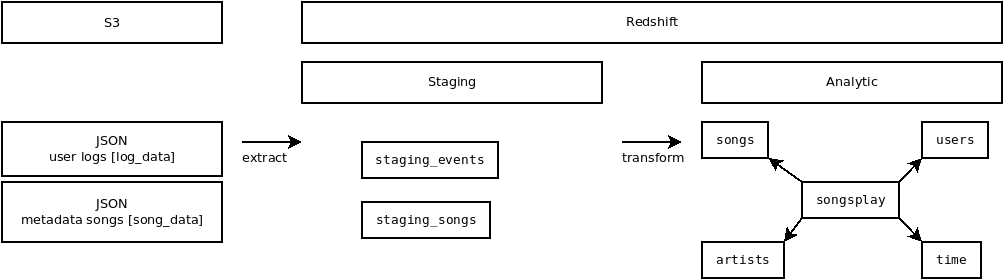 S3
Redshift
Staging
Analytic
JSON
user logs [log_data]
JSON
metadata songs [song_data]
extract
staging_events
staging_songs
transform
songs
users
songsplay
artists
time